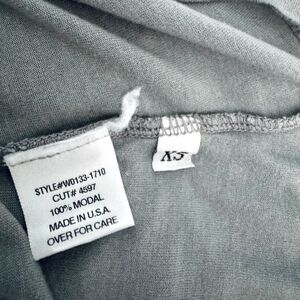 STYLE#W0133-1710
CUT# 4597
100% MODAL
MADE IN U.S.A.
OVER FOR CARE
XS